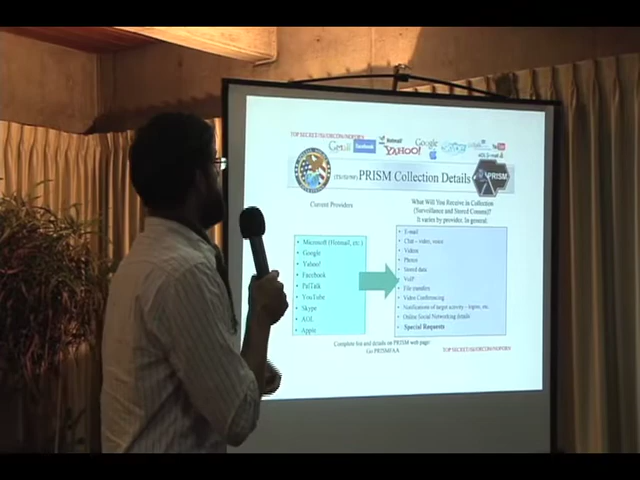 TOP SECRET//SI//ORCON//NOFORN
Gmail facebook Hotmail YAHOO! Google YouTube
(TS//SI//NF) PRISM Collection Details
PRISM
Current Providers
What Will You Receive in Collection
(Surveillance and Stored Comms)?
It varies by provider. In general:
• Microsoft (Hotmail, etc.)
• Google
• Yahoo!
• Facebook
• PalTalk
• YouTube
• Skype
• AOL
• Apple
• E-mail
• Chat – video, voice
• Videos
• Photos
• Stored data
• VoIP
• File transfers
• Video Conferencing
• Notifications of target activity – logins, etc.
• Online Social Networking details
• Special Requests
Complete list and details on PRISM web page:
Go PRISMFAA
TOP SECRET//SI//ORCON//NOFORN